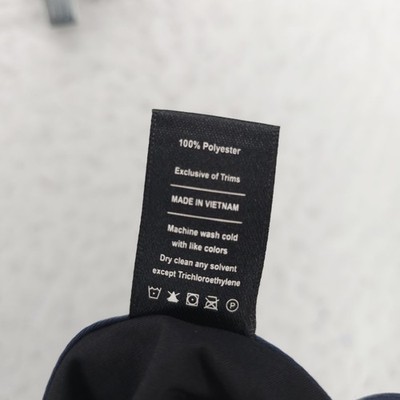 100% Polyester
Exclusive of Trims
MADE IN VIETNAM
Machine wash cold
with like colors
Dry clean any solvent
except Trichloroethylene
P